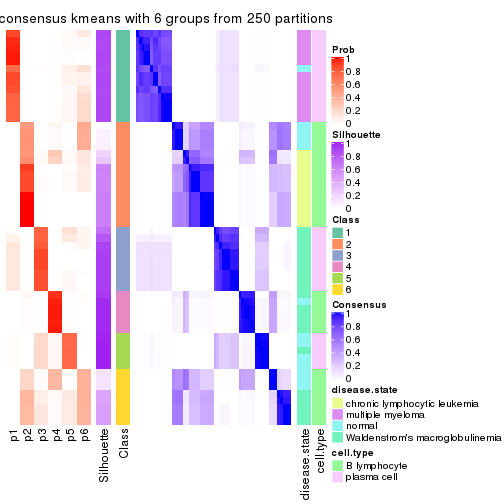 consensus kmeans with 6 groups from 250 partitions
Prob
1
0.8
0.6
0.4
0.2
0
Silhouette
1
0.8
0.6
0.4
0.2
0
Class
1
2
3
4
5
6
Consensus
1
0.8
0.6
0.4
0.2
0
disease.state
chronic lymphocytic leukemia
multiple myeloma
normal
Waldenstrom's macroglobulinemia
cell.type
B lymphocyte
plasma cell
p1
p2
p3
p4
p5
p6
Silhouette
Class
disease.state
cell.type